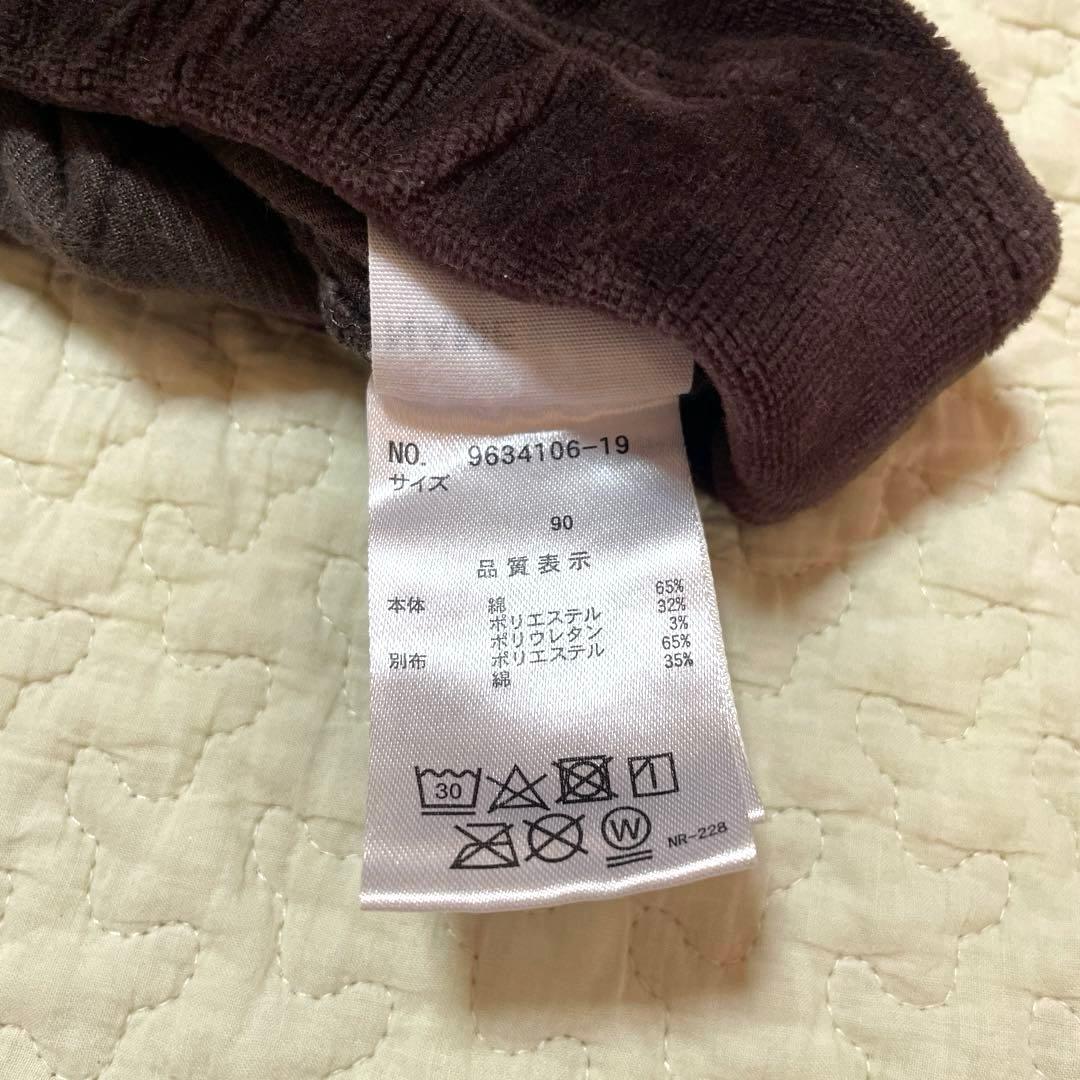 NO. 9634106-19
サイズ
90
品質表示
本体 綿 65%
ポリエステル 32%
ポリウレタン 3%
別布 ポリエステル 65%
綿 35%
30
W NR-228